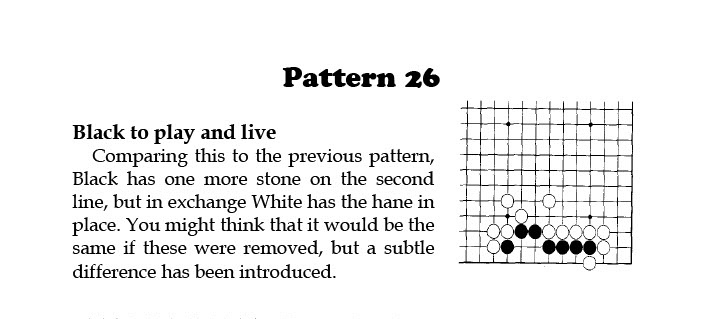 Pattern 26
Black to play and live
Comparing this to the previous pattern,
Black has one more stone on the second
line, but in exchange White has the hane in
place. You might think that it would be the
same if these were removed, but a subtle
difference has been introduced.